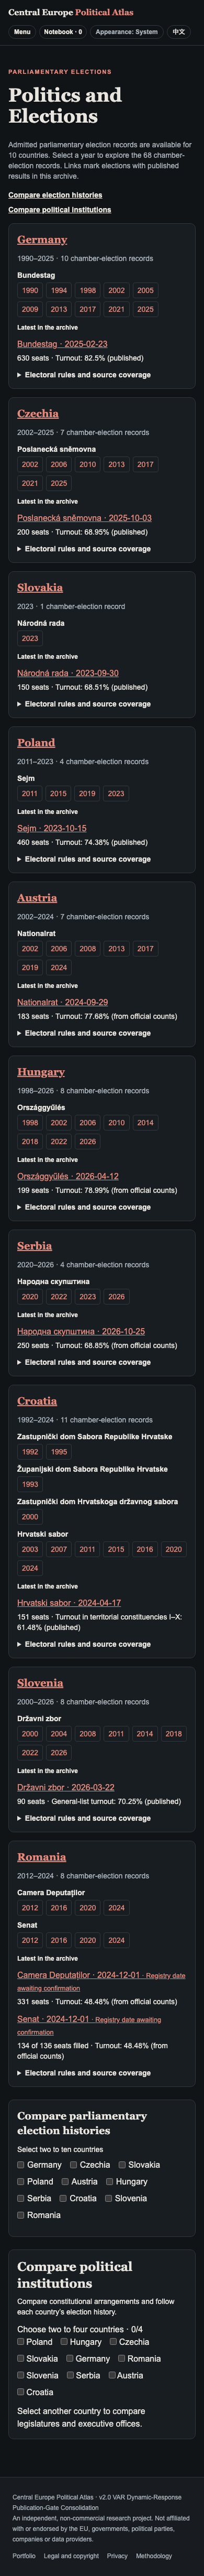 Central Europe Political Atlas
Menu
Notebook · 0
Appearance: System
中文
PARLIAMENTARY ELECTIONS
Politics and
Elections
Admitted parliamentary election records are available for
10 countries. Select a year to explore the 68 chamber-
election records. Links mark elections with published
results in this archive.
Compare election histories
Compare political institutions
Germany
1990–2025 · 10 chamber-election records
Bundestag
1990 1994 1998 2002 2005
2009 2013 2017 2021 2025
Latest in the archive
Bundestag · 2025-02-23
630 seats · Turnout: 82.5% (published)
▶ Electoral rules and source coverage
Czechia
2002–2025 · 7 chamber-election records
Poslanecká sněmovna
2002 2006 2010 2013 2017
2021 2025
Latest in the archive
Poslanecká sněmovna · 2025-10-03
200 seats · Turnout: 68.95% (published)
▶ Electoral rules and source coverage
Slovakia
2023 · 1 chamber-election record
Národná rada
2023
Latest in the archive
Národná rada · 2023-09-30
150 seats · Turnout: 68.51% (published)
▶ Electoral rules and source coverage
Poland
2011–2023 · 4 chamber-election records
Sejm
2011 2015 2019 2023
Latest in the archive
Sejm · 2023-10-15
460 seats · Turnout: 74.38% (published)
▶ Electoral rules and source coverage
Austria
2002–2024 · 7 chamber-election records
Nationalrat
2002 2006 2008 2013 2017
2019 2024
Latest in the archive
Nationalrat · 2024-09-29
183 seats · Turnout: 77.68% (from official counts)
▶ Electoral rules and source coverage
Hungary
1998–2026 · 8 chamber-election records
Országgyűlés
1998 2002 2006 2010 2014
2018 2022 2026
Latest in the archive
Országgyűlés · 2026-04-12
199 seats · Turnout: 78.99% (from official counts)
▶ Electoral rules and source coverage
Serbia
2020–2026 · 4 chamber-election records
Народна скупштина
2020 2022 2023 2026
Latest in the archive
Народна скупштина · 2026-10-25
250 seats · Turnout: 68.85% (from official counts)
▶ Electoral rules and source coverage
Croatia
1992–2024 · 11 chamber-election records
Zastupnički dom Sabora Republike Hrvatske
1992 1995
Županijski dom Sabora Republike Hrvatske
1993
Zastupnički dom Hrvatskoga državnog sabora
2000
Hrvatski sabor
2003 2007 2011 2015 2016 2020
2024
Latest in the archive
Hrvatski sabor · 2024-04-17
151 seats · Turnout in territorial constituencies I–X:
61.48% (published)
▶ Electoral rules and source coverage
Slovenia
2000–2026 · 8 chamber-election records
Državni zbor
2000 2004 2008 2011 2014 2018
2022 2026
Latest in the archive
Državni zbor · 2026-03-22
90 seats · General-list turnout: 70.25% (published)
▶ Electoral rules and source coverage
Romania
2012–2024 · 8 chamber-election records
Camera Deputaților
2012 2016 2020 2024
Senat
2012 2016 2020 2024
Latest in the archive
Camera Deputaților · 2024-12-01 · Registry date
awaiting confirmation
331 seats · Turnout: 48.48% (from official counts)
Senat · 2024-12-01 · Registry date awaiting
confirmation
134 of 136 seats filled · Turnout: 48.48% (from
official counts)
▶ Electoral rules and source coverage
Compare parliamentary
election histories
Select two to ten countries
Germany Czechia Slovakia
Poland Austria Hungary
Serbia Croatia Slovenia
Romania
Compare political
institutions
Compare constitutional arrangements and follow
each country's election history.
Choose two to four countries · 0/4
Poland Hungary Czechia
Slovakia Germany Romania
Slovenia Serbia Austria
Croatia
Select another country to compare
legislatures and executive offices.
Central Europe Political Atlas · v2.0 VAR Dynamic-Response
Publication-Gate Consolidation
An independent, non-commercial research project. Not affiliated
with or endorsed by the EU, governments, political parties,
companies or data providers.
Portfolio Legal and copyright Privacy Methodology